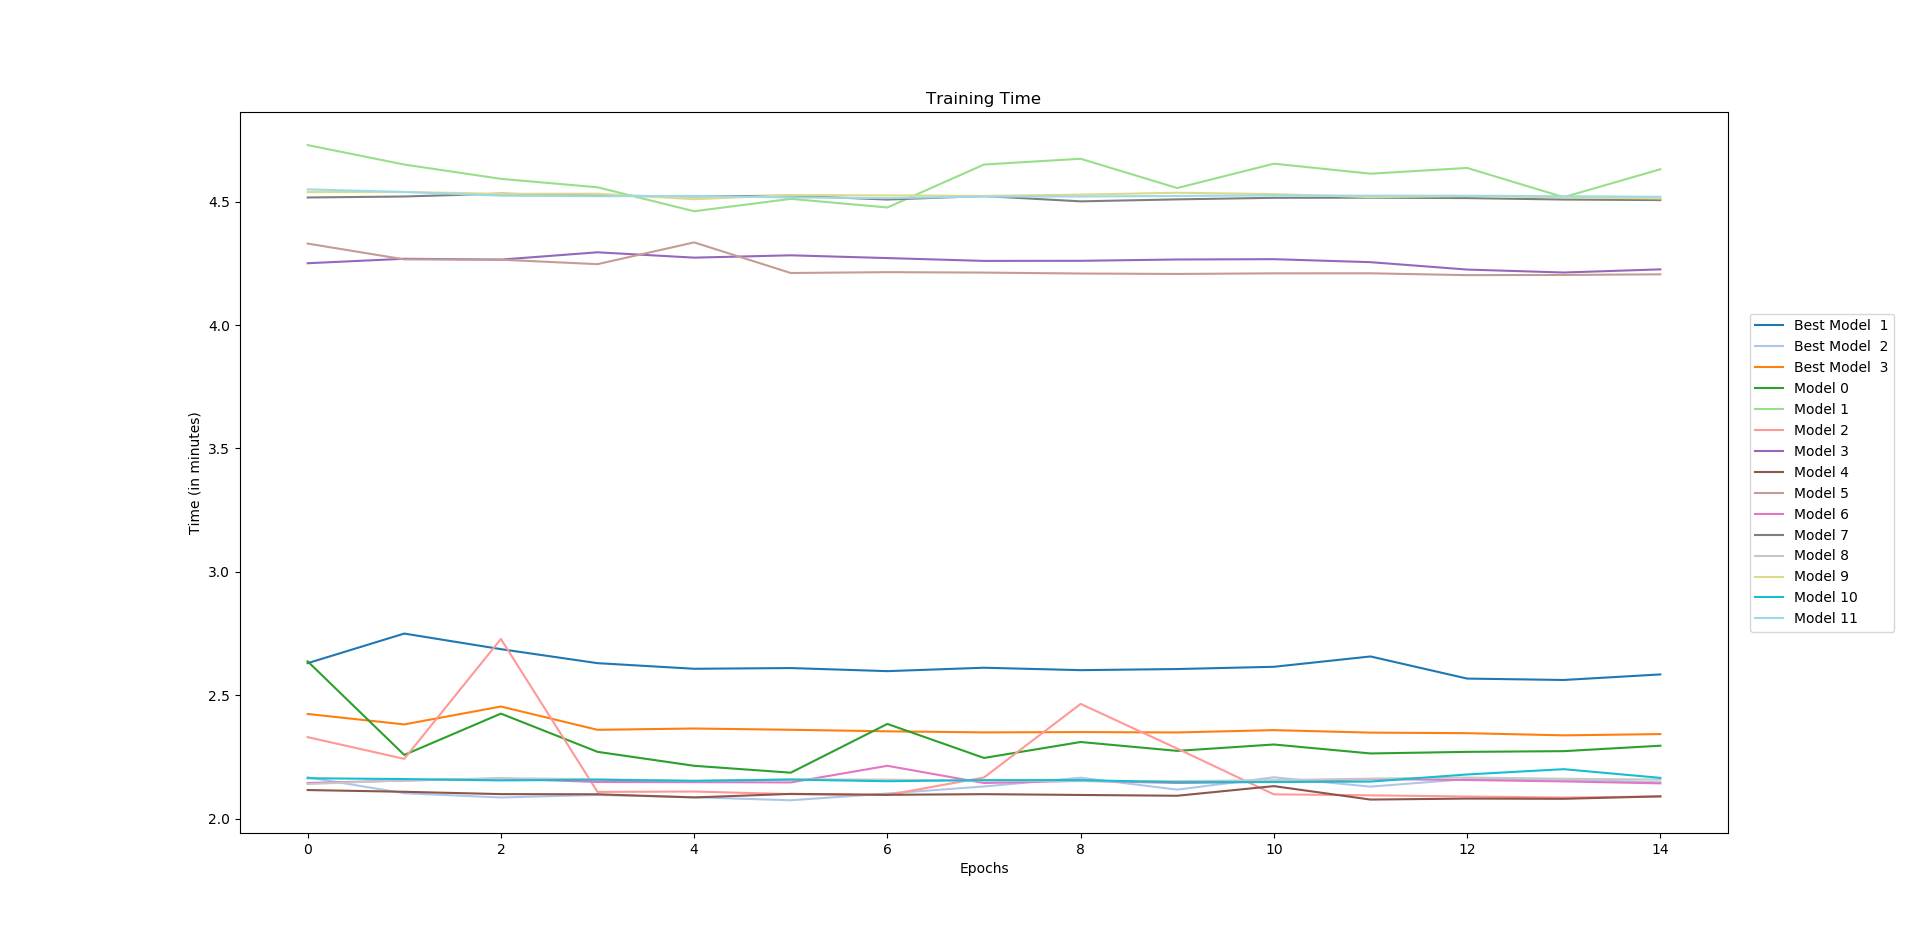 Training Time
Time (in minutes)
4.5
4.0
3.5
3.0
2.5
2.0
0 2 4 6 8 10 12 14
Epochs
Best Model  1
Best Model  2
Best Model  3
Model 0
Model 1
Model 2
Model 3
Model 4
Model 5
Model 6
Model 7
Model 8
Model 9
Model 10
Model 11